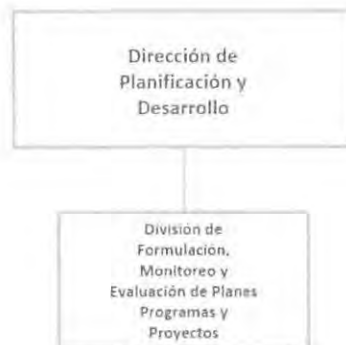 Dirección de
Planificación y
Desarrollo
División de
Formulación,
Monitoreo y
Evaluación de Planes
Programas y
Proyectos